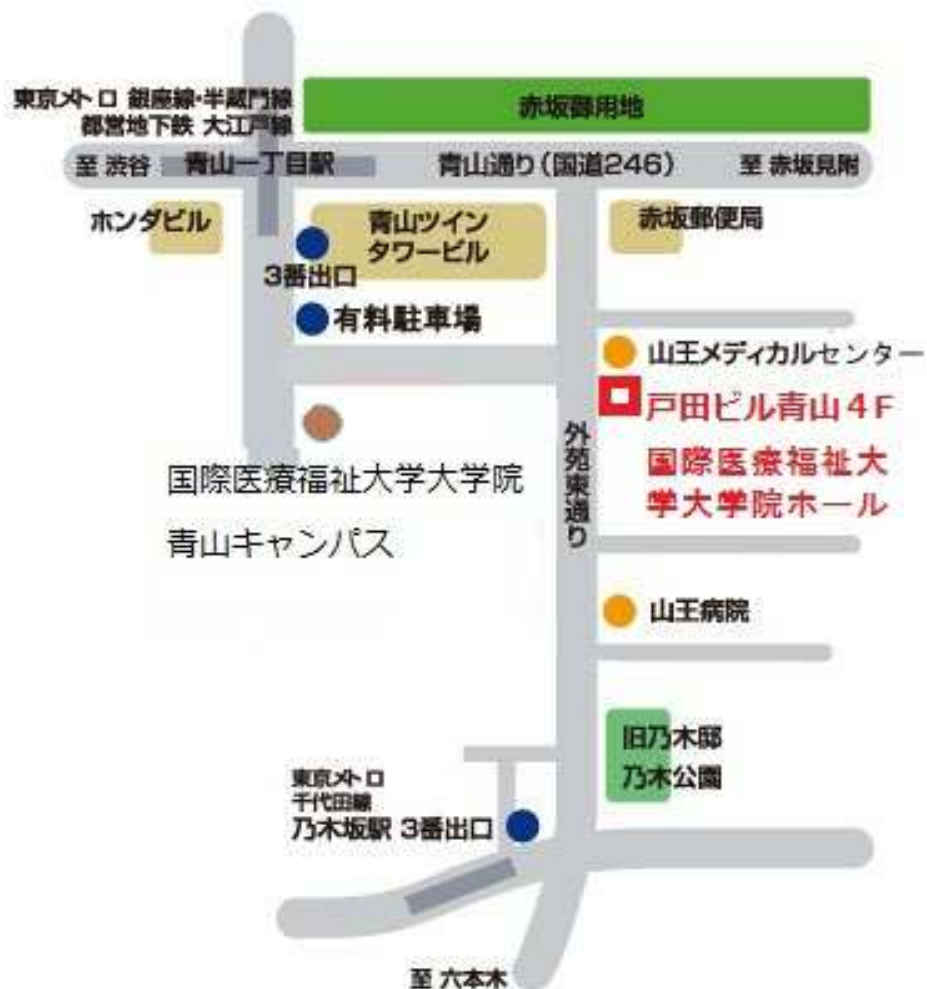 東京メトロ 銀座線・半蔵門線
都営地下鉄 大江戸線
赤坂御用地
至 渋谷
青山一丁目駅
青山通り(国道246)
至 赤坂見附
ホンダビル
青山ツイン
タワービル
赤坂郵便局
3番出口
有料駐車場
山王メディカルセンター
戸田ビル青山4F
国際医療福祉大
学大学院ホール
外苑東通り
国際医療福祉大学大学院
青山キャンパス
山王病院
旧乃木邸
乃木公園
東京メトロ
千代田線
乃木坂駅 3番出口
至 六本木